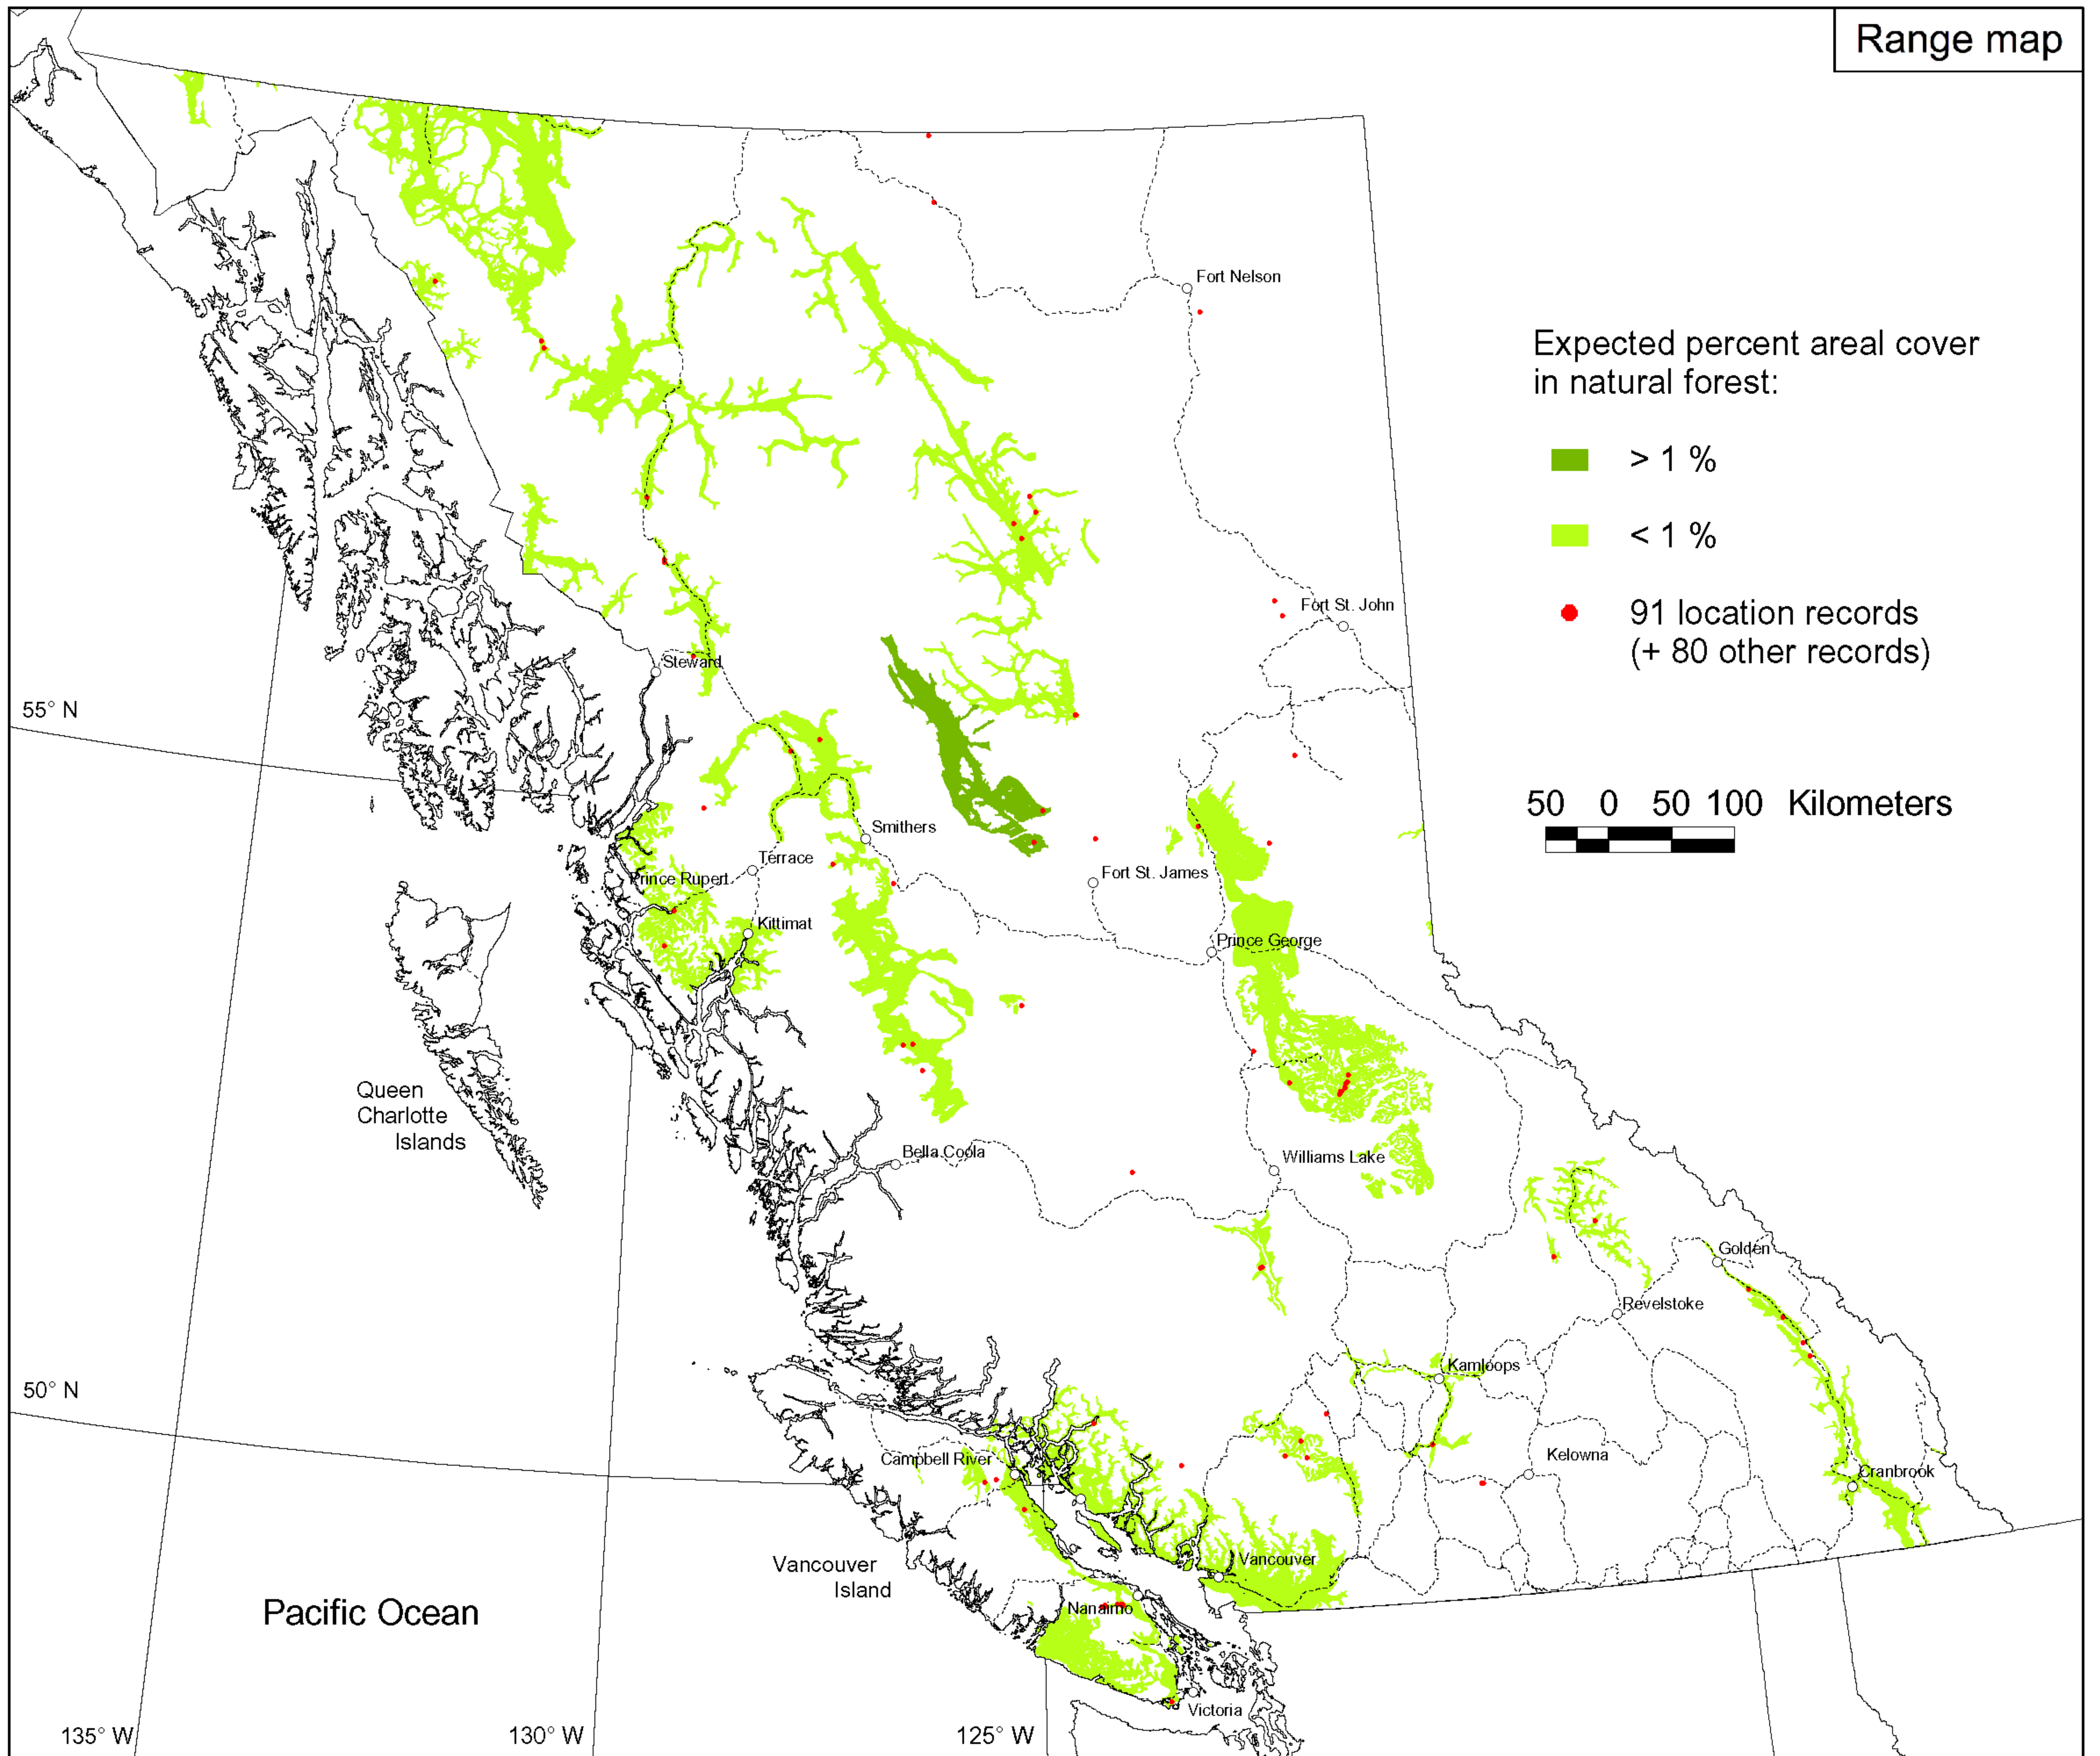 Range map
Fort Nelson
Expected percent areal cover
in natural forest:
> 1 %
< 1 %
91 location records
(+ 80 other records)
Fort St. John
Steward
55° N
50 0 50 100 Kilometers
Smithers
Terrace
Fort St. James
Prince Rupert
Kittimat
Prince George
Queen
Charlotte
Islands
Bella Coola
Williams Lake
Golden
Revelstoke
Kamloops
50° N
Campbell River
Kelowna
Cranbrook
Vancouver
Island
Vancouver
Nanaimo
Pacific Ocean
Victoria
135° W
130° W
125° W